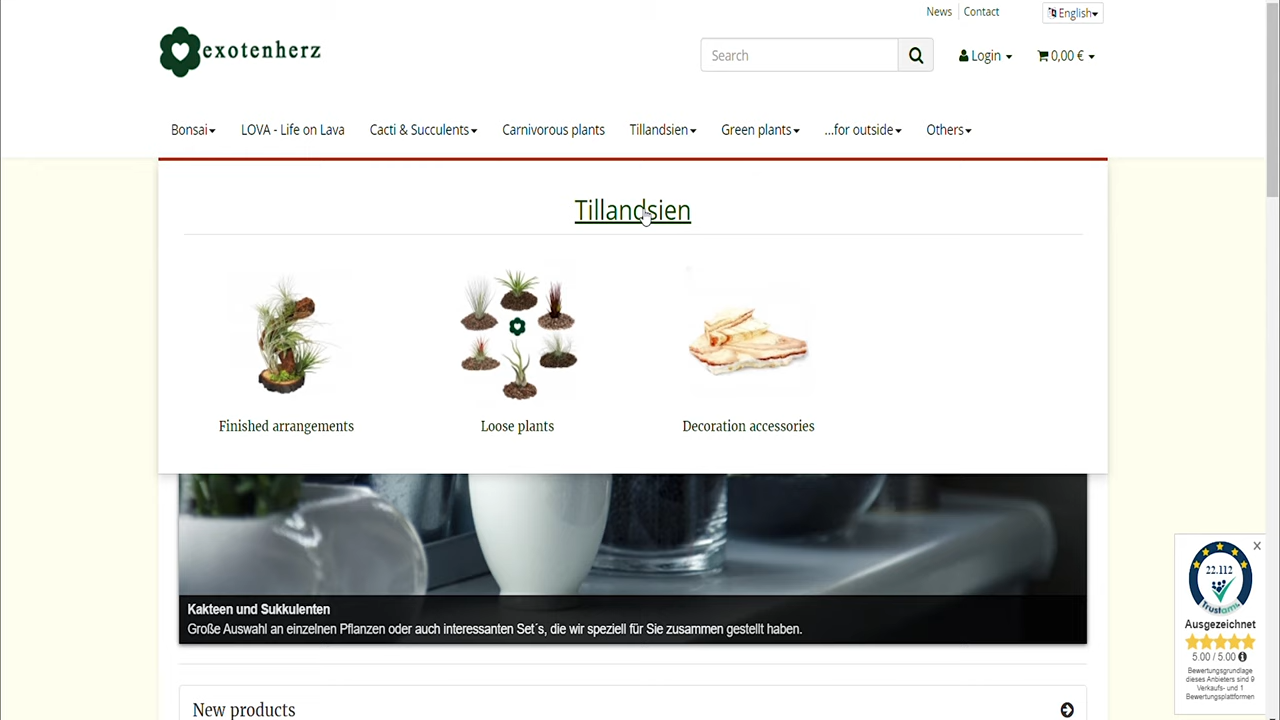 News Contact English
exotenherz
Search Login 0,00 €
Bonsai LOVA - Life on Lava Cacti & Succulents Carnivorous plants Tillandsien Green plants ...for outside Others
Tillandsien
Finished arrangements Loose plants Decoration accessories
Kakteen und Sukkulenten
Große Auswahl an einzelnen Pflanzen oder auch interessanten Set´s, die wir speziell für Sie zusammen gestellt haben.
22.112
Trustami
Ausgezeichnet
5.00 / 5.00
Bewertungsgrundlage
dieses Anbieters sind 9
Verkaufs- und 1
Bewertungsplattformen
New products